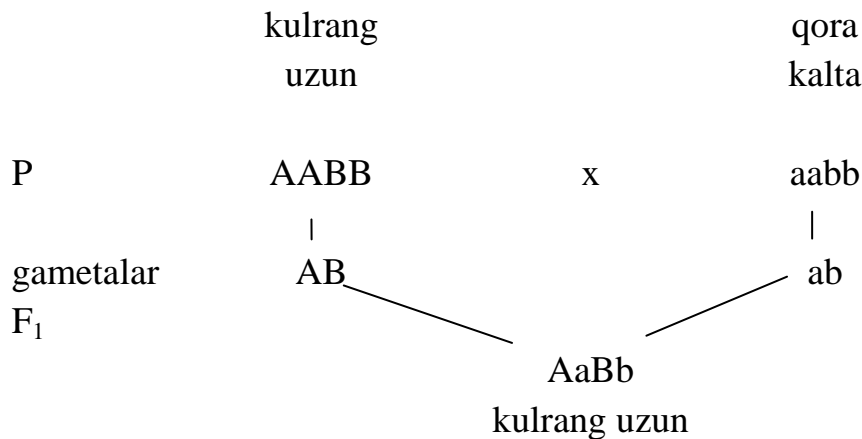 kulrang qora
uzun kalta
P AABB x aabb
gametalar AB ab
F₁
AaBb
kulrang uzun